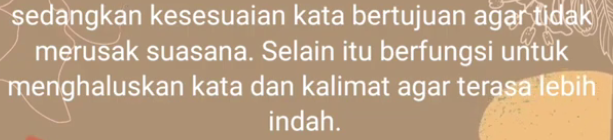 sedangkan kesesuaian kata bertujuan agar tidak
merusak suasana. Selain itu berfungsi untuk
menghaluskan kata dan kalimat agar terasa lebih
indah.